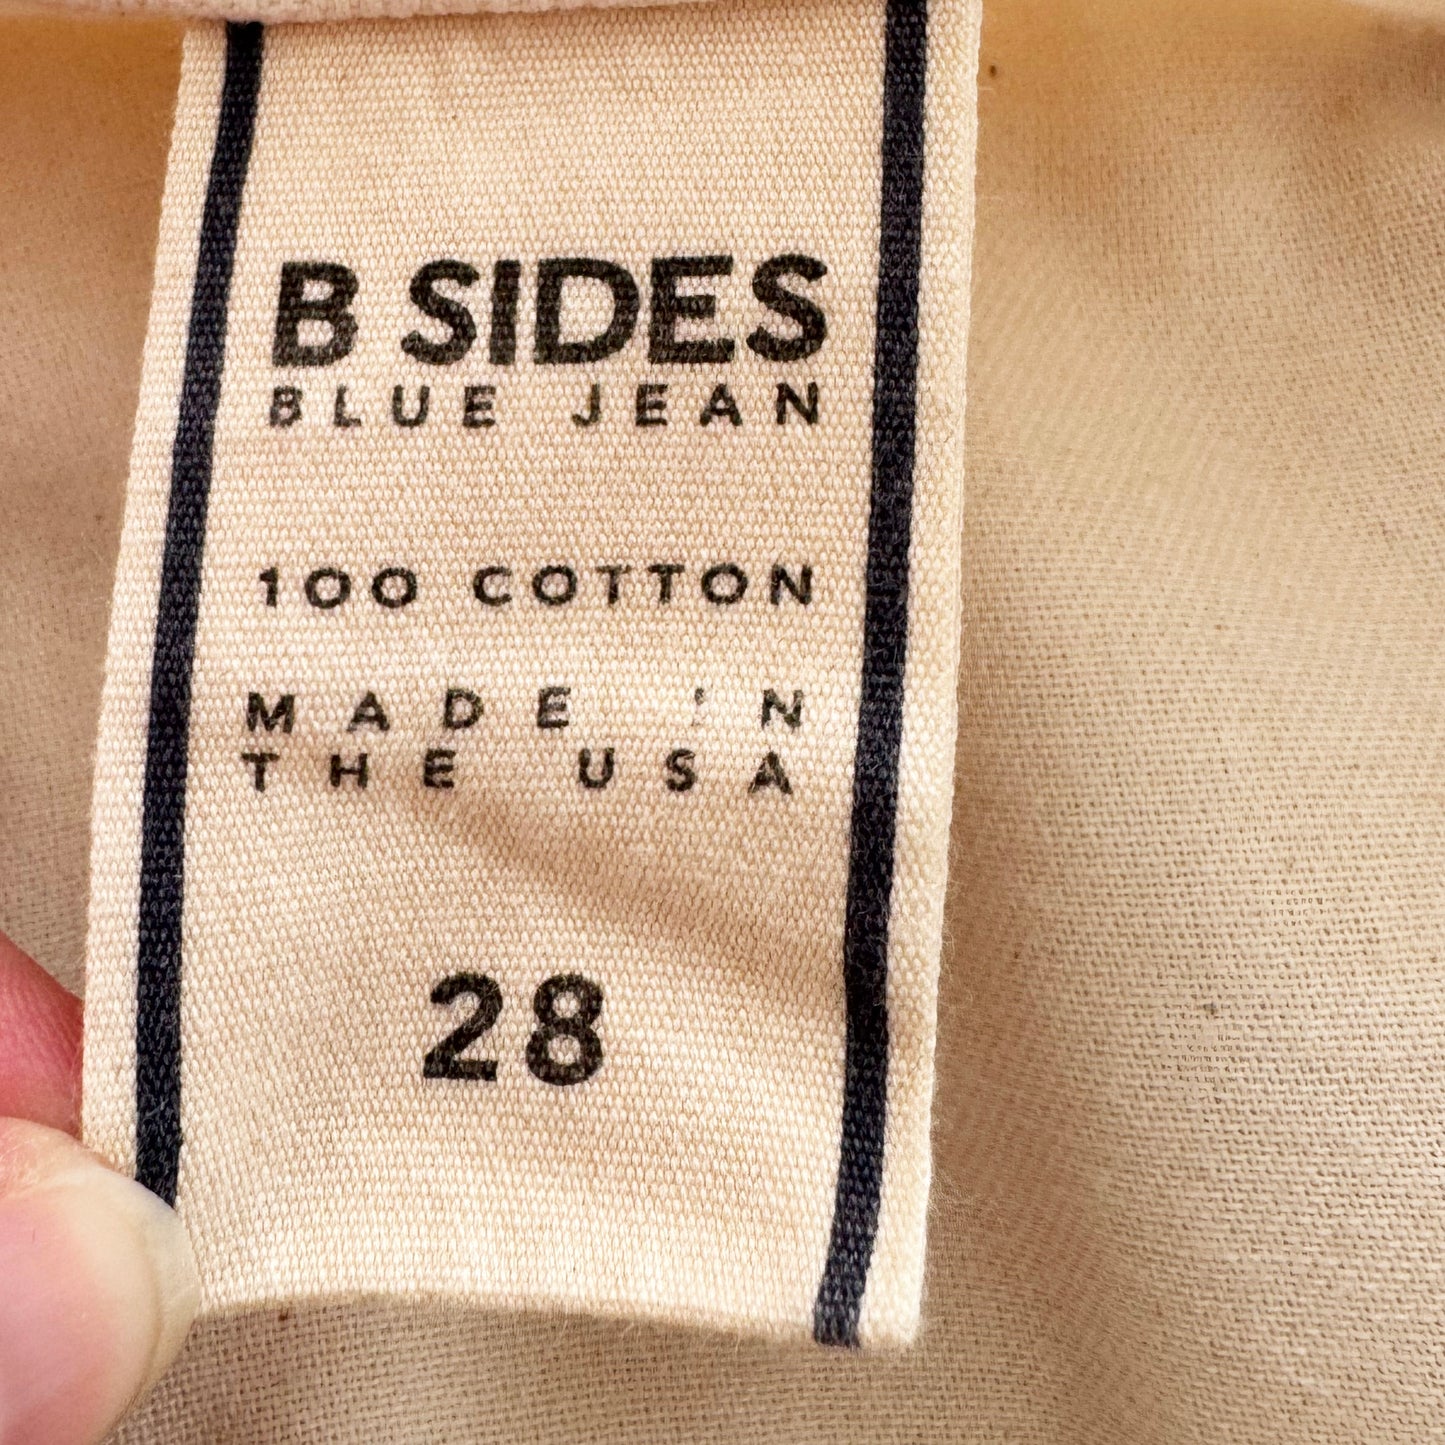 B SIDES
BLUE JEAN
100 COTTON
MADE IN
THE USA
28